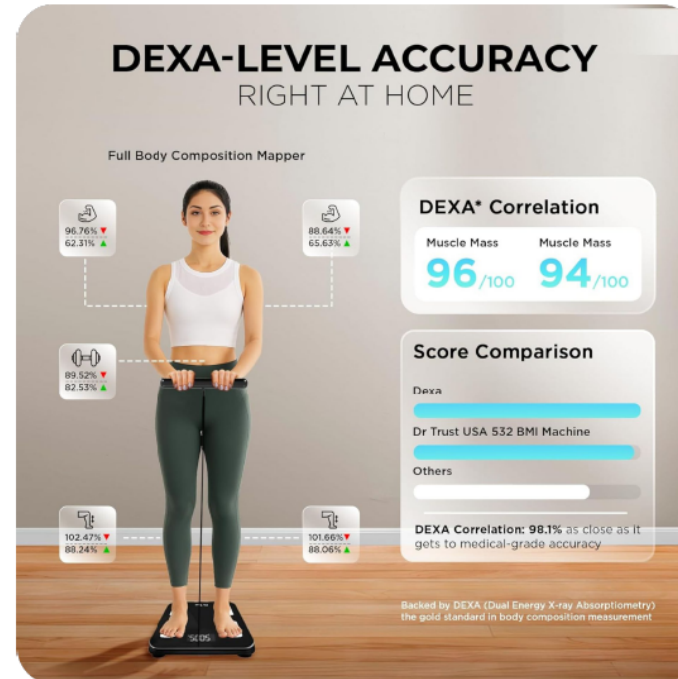 DEXA-LEVEL ACCURACY
RIGHT AT HOME
Full Body Composition Mapper
96.76% ▼
62.31% ▲
88.64% ▼
65.63% ▲
89.52% ▼
82.53% ▲
102.47% ▼
88.24% ▲
101.66% ▼
88.06% ▲
DEXA* Correlation
Muscle Mass Muscle Mass
96/100 94/100
Score Comparison
Dexa
Dr Trust USA 532 BMI Machine
Others
DEXA Correlation: 98.1% as close as it
gets to medical-grade accuracy
Backed by DEXA (Dual Energy X-ray Absorptiometry)
the gold standard in body composition measurement